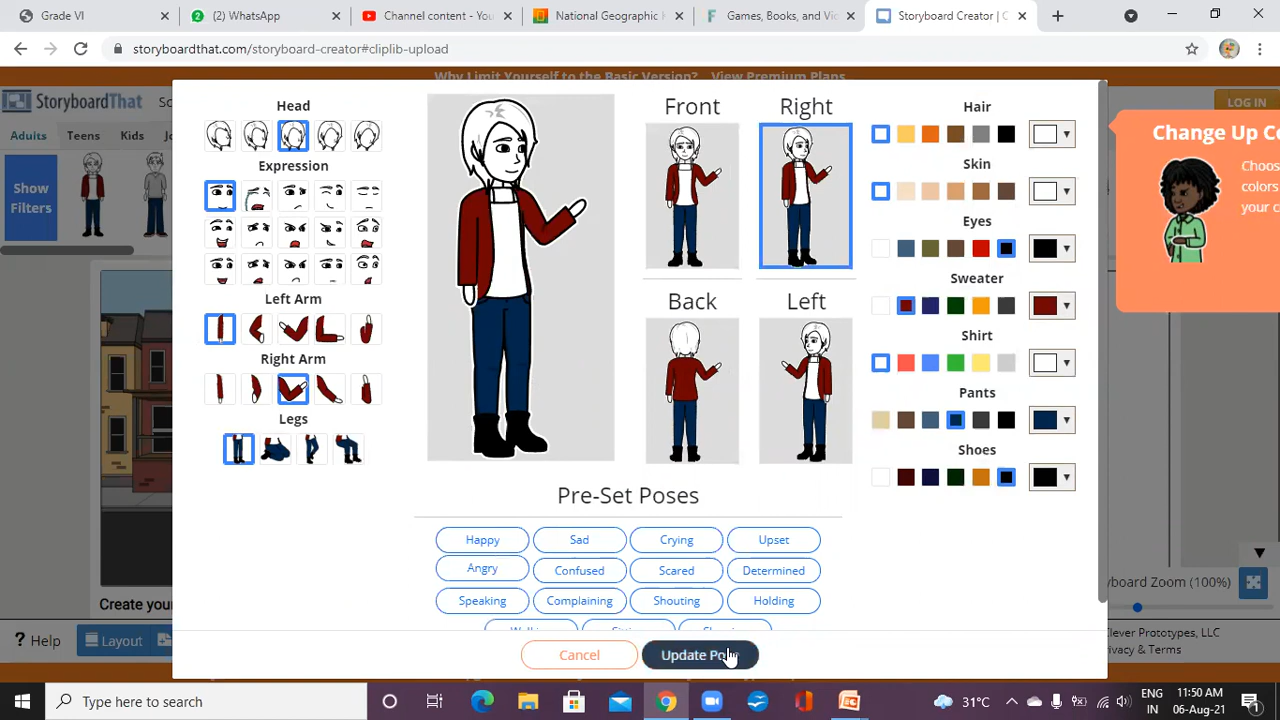 Grade VI
(2) WhatsApp
Channel content - You
National Geographic K
Games, Books, and Vi
Storyboard Creator | C
storyboardthat.com/storyboard-creator#cliplib-upload
Why Limit Yourself to the Basic Version? View Premium Plans
StoryboardThat
LOG IN
Adults
Teens
Kids
Show
Filters
Head
Expression
Left Arm
Right Arm
Legs
Front
Right
Back
Left
Hair
Skin
Eyes
Sweater
Shirt
Pants
Shoes
Change Up Co
Choos
colors
your c
Pre-Set Poses
Happy
Sad
Crying
Upset
Angry
Confused
Scared
Determined
Speaking
Complaining
Shouting
Holding
Create your
Help
Layout
Cancel
Update Pose
yboard Zoom (100%)
Clever Prototypes, LLC
Privacy & Terms
Type here to search
31°C
ENG
IN
11:50 AM
06-Aug-21